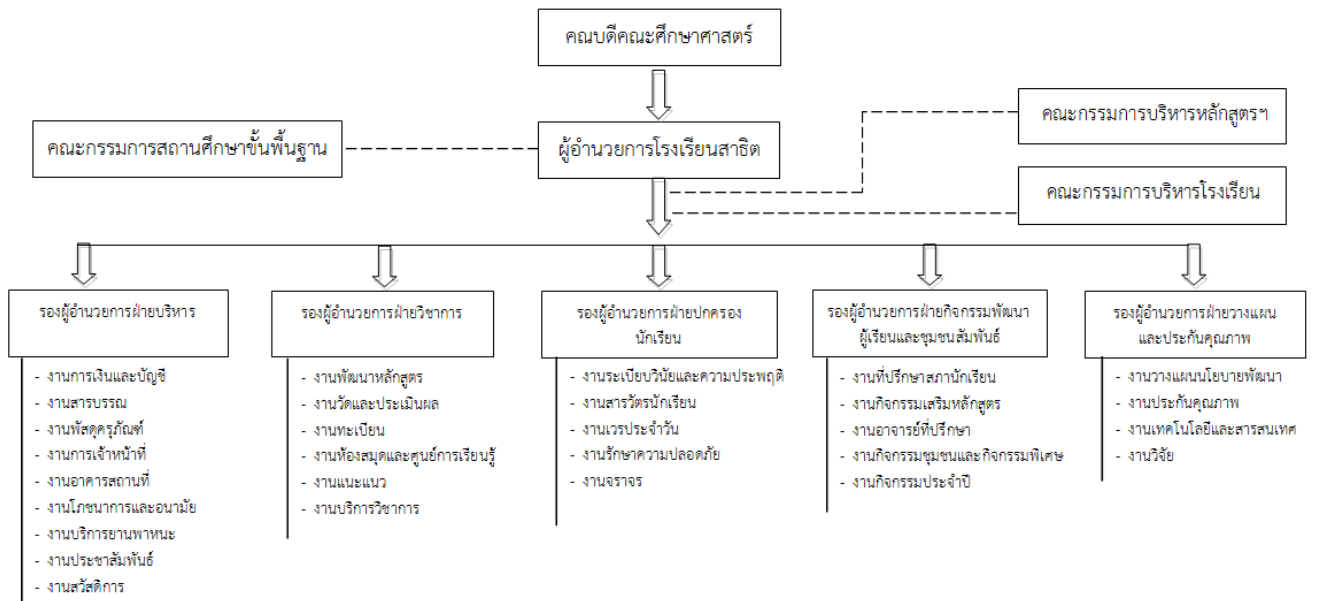 คณบดีคณะศึกษาศาสตร์
คณะกรรมการบริหารหลักสูตรฯ
คณะกรรมการสถานศึกษาขั้นพื้นฐาน
ผู้อำนวยการโรงเรียนสาธิต
คณะกรรมการบริหารโรงเรียน
รองผู้อำนวยการฝ่ายบริหาร
- งานการเงินและบัญชี
- งานสารบรรณ
- งานพัสดุครุภัณฑ์
- งานการเจ้าหน้าที่
- งานอาคารสถานที่
- งานโภชนาการและอนามัย
- งานบริการยานพาหนะ
- งานประชาสัมพันธ์
- งานสวัสดิการ
รองผู้อำนวยการฝ่ายวิชาการ
- งานพัฒนาหลักสูตร
- งานวัดและประเมินผล
- งานทะเบียน
- งานห้องสมุดและศูนย์การเรียนรู้
- งานแนะแนว
- งานบริการวิชาการ
รองผู้อำนวยการฝ่ายปกครอง
นักเรียน
- งานระเบียบวินัยและความประพฤติ
- งานสารวัตรนักเรียน
- งานเวรประจำวัน
- งานรักษาความปลอดภัย
- งานจราจร
รองผู้อำนวยการฝ่ายกิจกรรมพัฒนา
ผู้เรียนและชุมชนสัมพันธ์
- งานที่ปรึกษาสภานักเรียน
- งานกิจกรรมเสริมหลักสูตร
- งานอาจารย์ที่ปรึกษา
- งานกิจกรรมชุมชนและกิจกรรมพิเศษ
- งานกิจกรรมประจำปี
รองผู้อำนวยการฝ่ายวางแผน
และประกันคุณภาพ
- งานวางแผนนโยบายพัฒนา
- งานประกันคุณภาพ
- งานเทคโนโลยีและสารสนเทศ
- งานวิจัย